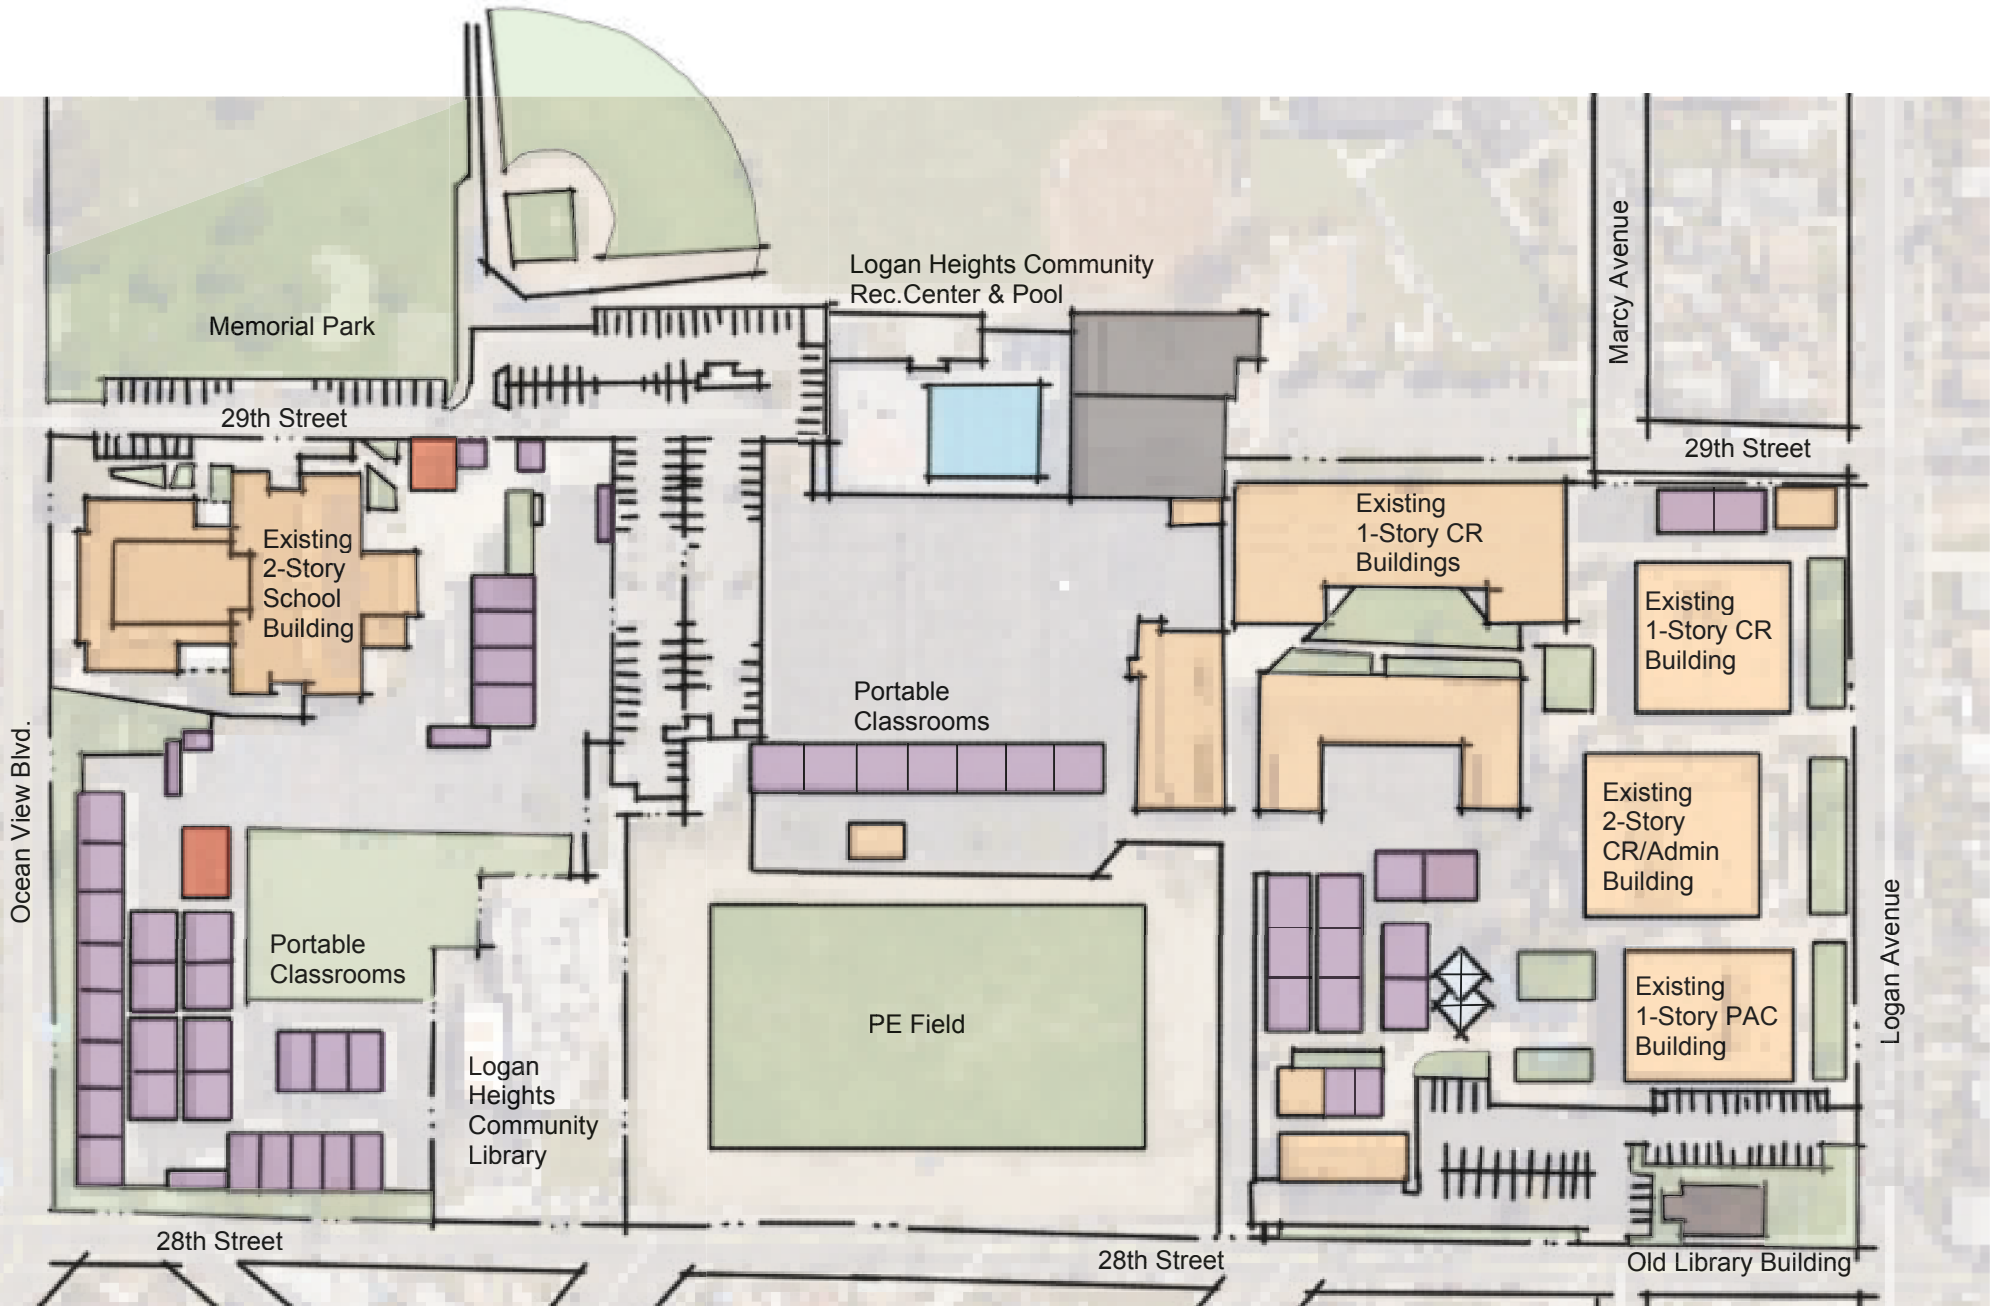 Logan Heights Community
Rec.Center & Pool
Marcy Avenue
Memorial Park
29th Street
29th Street
Existing
1-Story CR
Buildings
Existing
2-Story
School
Building
Existing
1-Story CR
Building
Portable
Classrooms
Ocean View Blvd.
Existing
2-Story
CR/Admin
Building
Logan Avenue
Portable
Classrooms
Existing
1-Story PAC
Building
PE Field
Logan
Heights
Community
Library
28th Street
28th Street
Old Library Building